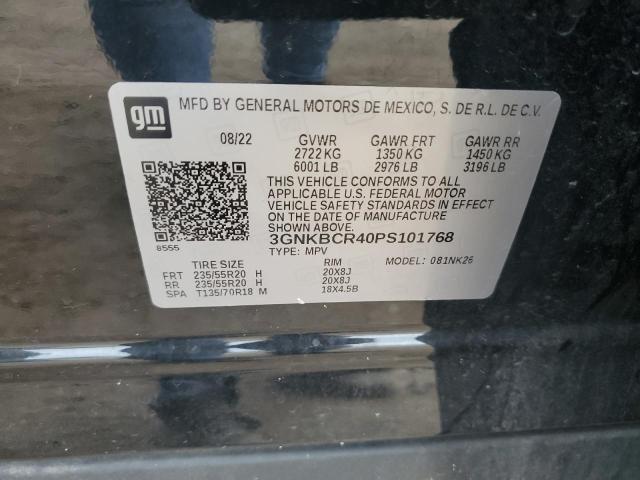 gm
MFD BY GENERAL MOTORS DE MEXICO, S. DE R.L. DE C.V.
08/22 GVWR GAWR FRT GAWR RR
2722 KG 1350 KG 1450 KG
6001 LB 2976 LB 3196 LB
THIS VEHICLE CONFORMS TO ALL
APPLICABLE U.S. FEDERAL MOTOR
VEHICLE SAFETY STANDARDS IN EFFECT
ON THE DATE OF MANUFACTURE
SHOWN ABOVE.
8555 3GNKBCR40PS101768
TYPE: MPV MODEL: 081NK26
TIRE SIZE RIM
FRT 235/55R20 H 20X8J
RR 235/55R20 H 20X8J
SPA T135/70R18 M 18X4.5B